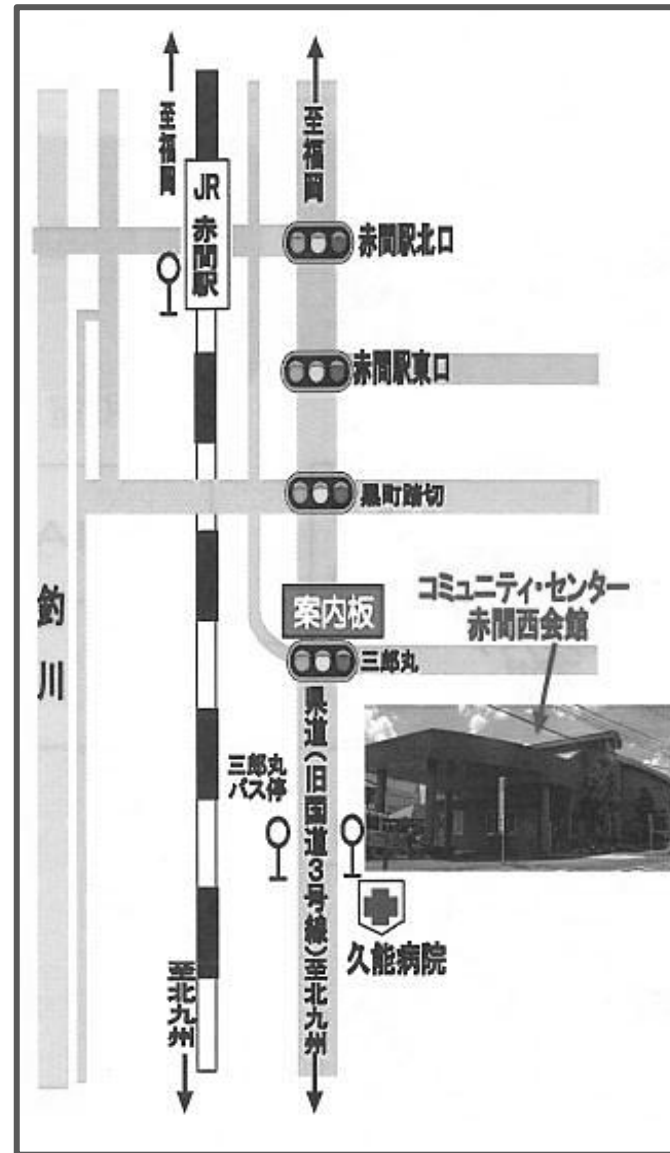 至福岡
至福岡
JR 赤間駅
赤間駅北口
赤間駅東口
黒町踏切
案内板
三郎丸
コミュニティ・センター
赤間西会館
釣川
三郎丸
バス停
県道(旧国道3号線)至北九州
久能病院
至北九州